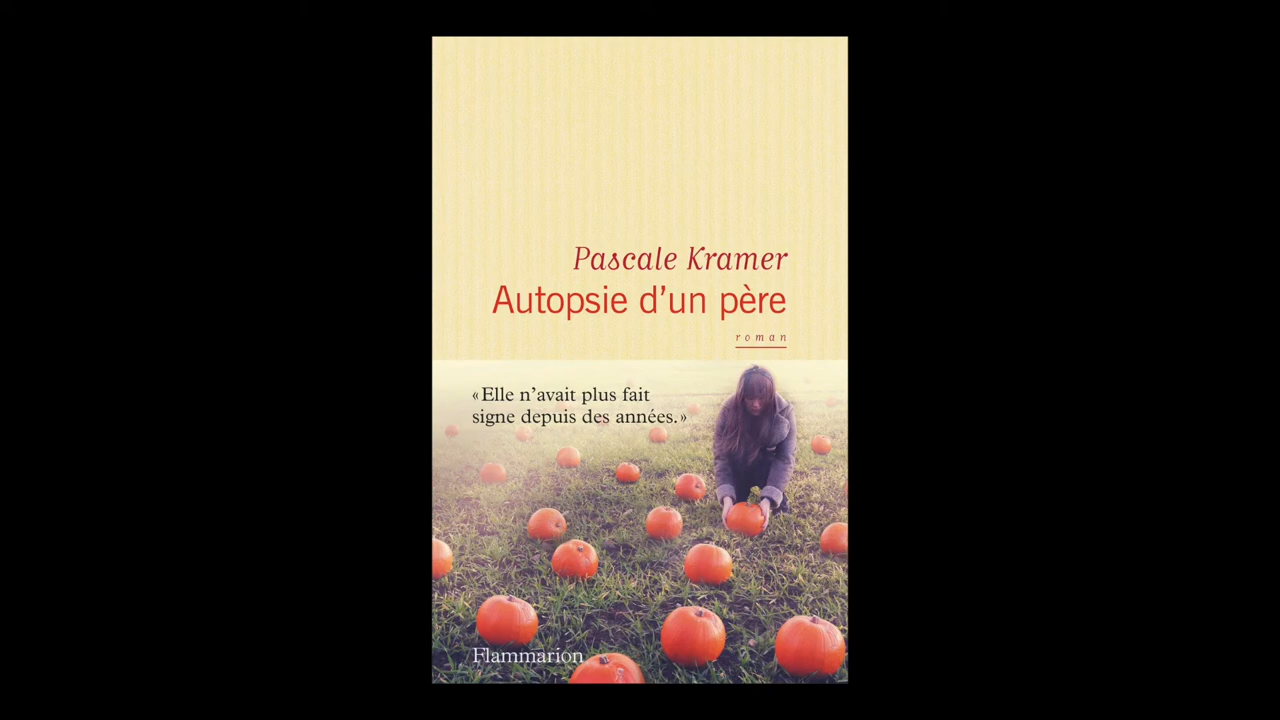 Pascale Kramer
Autopsie d’un père
roman
« Elle n’avait plus fait
signe depuis des années. »
Flammarion